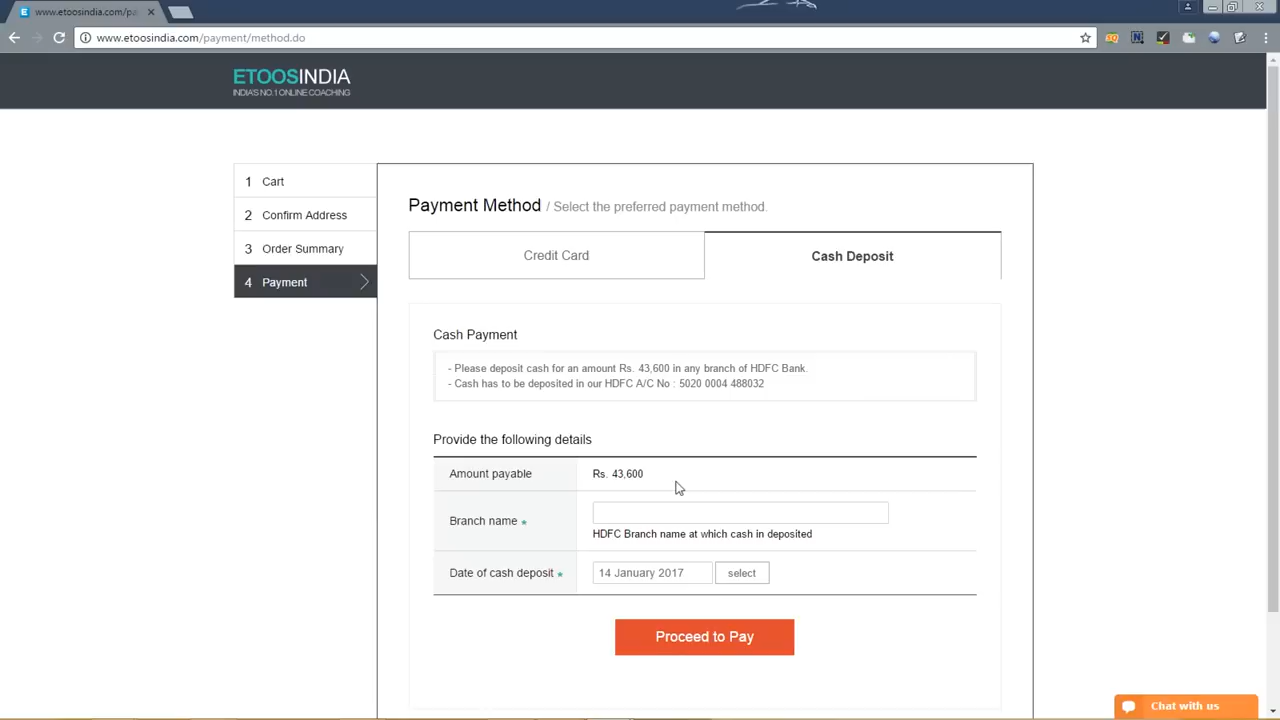 www.etoosindia.com/pa
www.etoosindia.com/payment/method.do
ETOOSINDIA
INDIA'S NO.1 ONLINE COACHING
1 Cart
2 Confirm Address
3 Order Summary
4 Payment
Payment Method / Select the preferred payment method.
Credit Card
Cash Deposit
Cash Payment
- Please deposit cash for an amount Rs. 43,600 in any branch of HDFC Bank.
- Cash has to be deposited in our HDFC A/C No : 5020 0004 488032
Provide the following details
Amount payable Rs. 43,600
Branch name *
HDFC Branch name at which cash in deposited
Date of cash deposit * 14 January 2017 select
Proceed to Pay
Chat with us